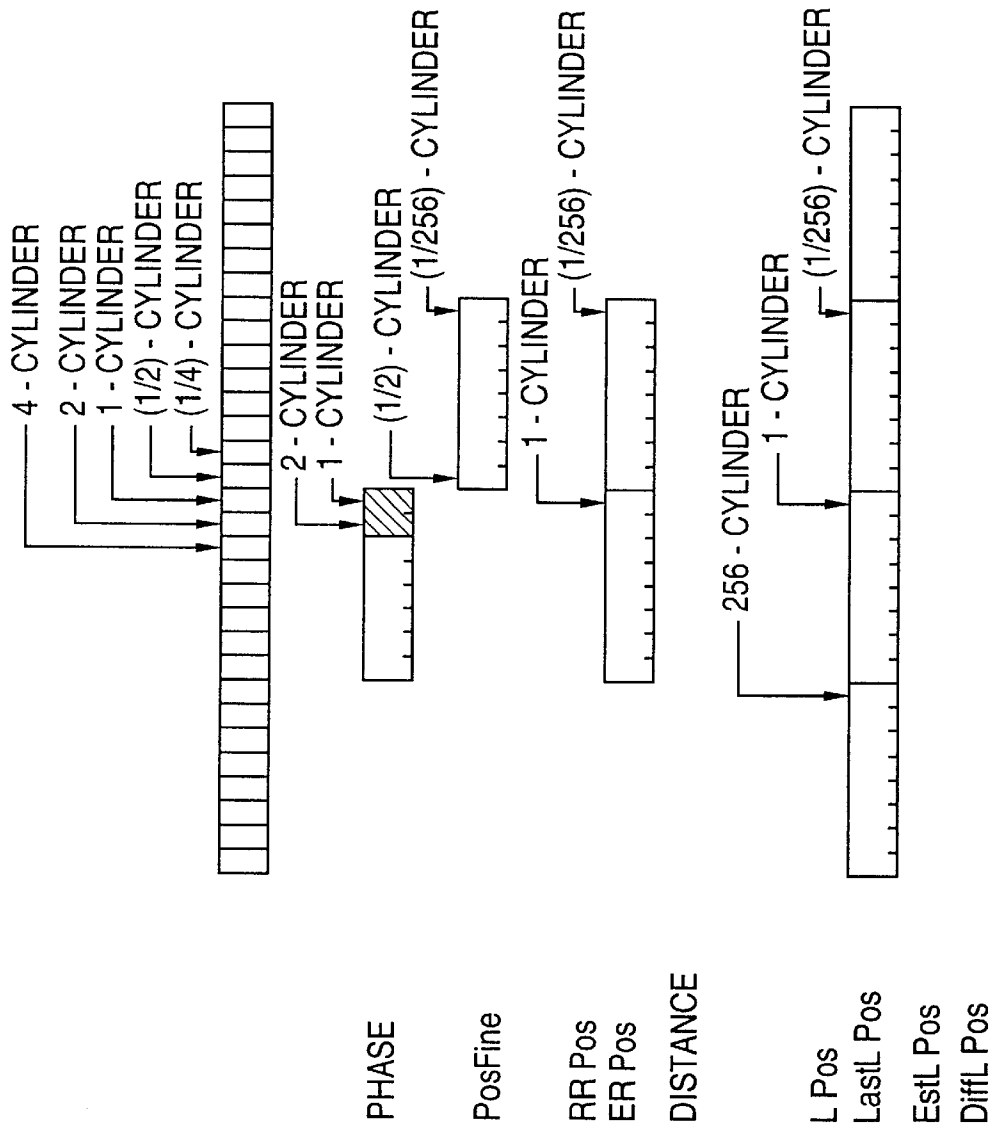 4 - CYLINDER
2 - CYLINDER
1 - CYLINDER
(1/2) - CYLINDER
(1/4) - CYLINDER
PHASE
2 - CYLINDER
1 - CYLINDER
PosFine
(1/2) - CYLINDER
(1/256) - CYLINDER
RR Pos
ER Pos
1 - CYLINDER
(1/256) - CYLINDER
DISTANCE
L Pos
LastL Pos
256 - CYLINDER
1 - CYLINDER
(1/256) - CYLINDER
EstL Pos
DiffL Pos